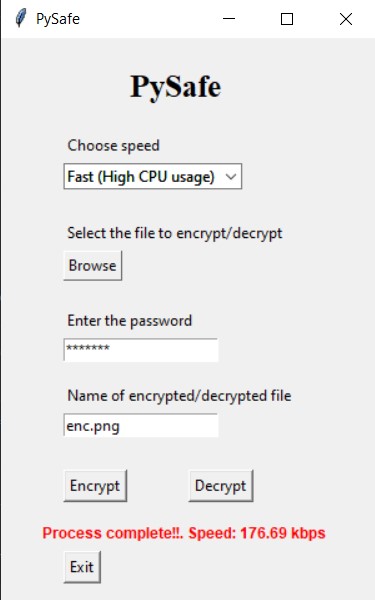 PySafe
PySafe
Choose speed
Fast (High CPU usage)
Select the file to encrypt/decrypt
Browse
Enter the password
*******
Name of encrypted/decrypted file
enc.png
Encrypt Decrypt
Process complete!!. Speed: 176.69 kbps
Exit